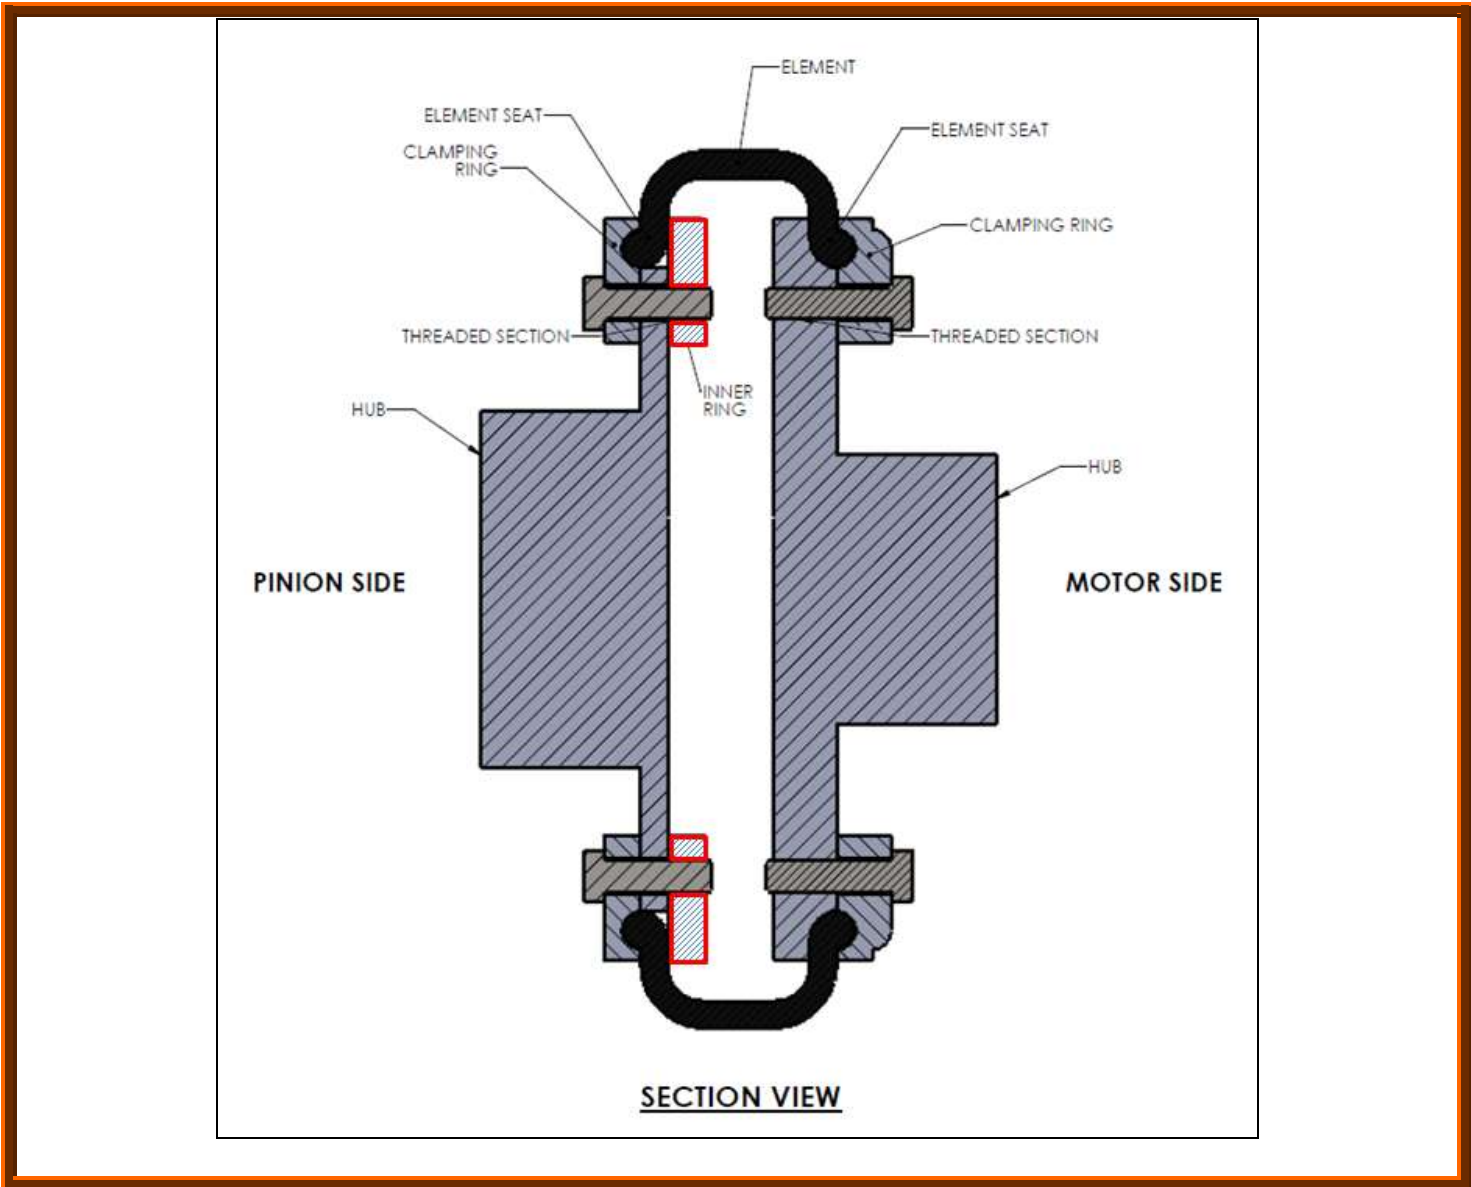 ELEMENT
ELEMENT SEAT
ELEMENT SEAT
CLAMPING
RING
CLAMPING RING
THREADED SECTION
THREADED SECTION
INNER
RING
HUB
HUB
PINION SIDE
MOTOR SIDE
SECTION VIEW